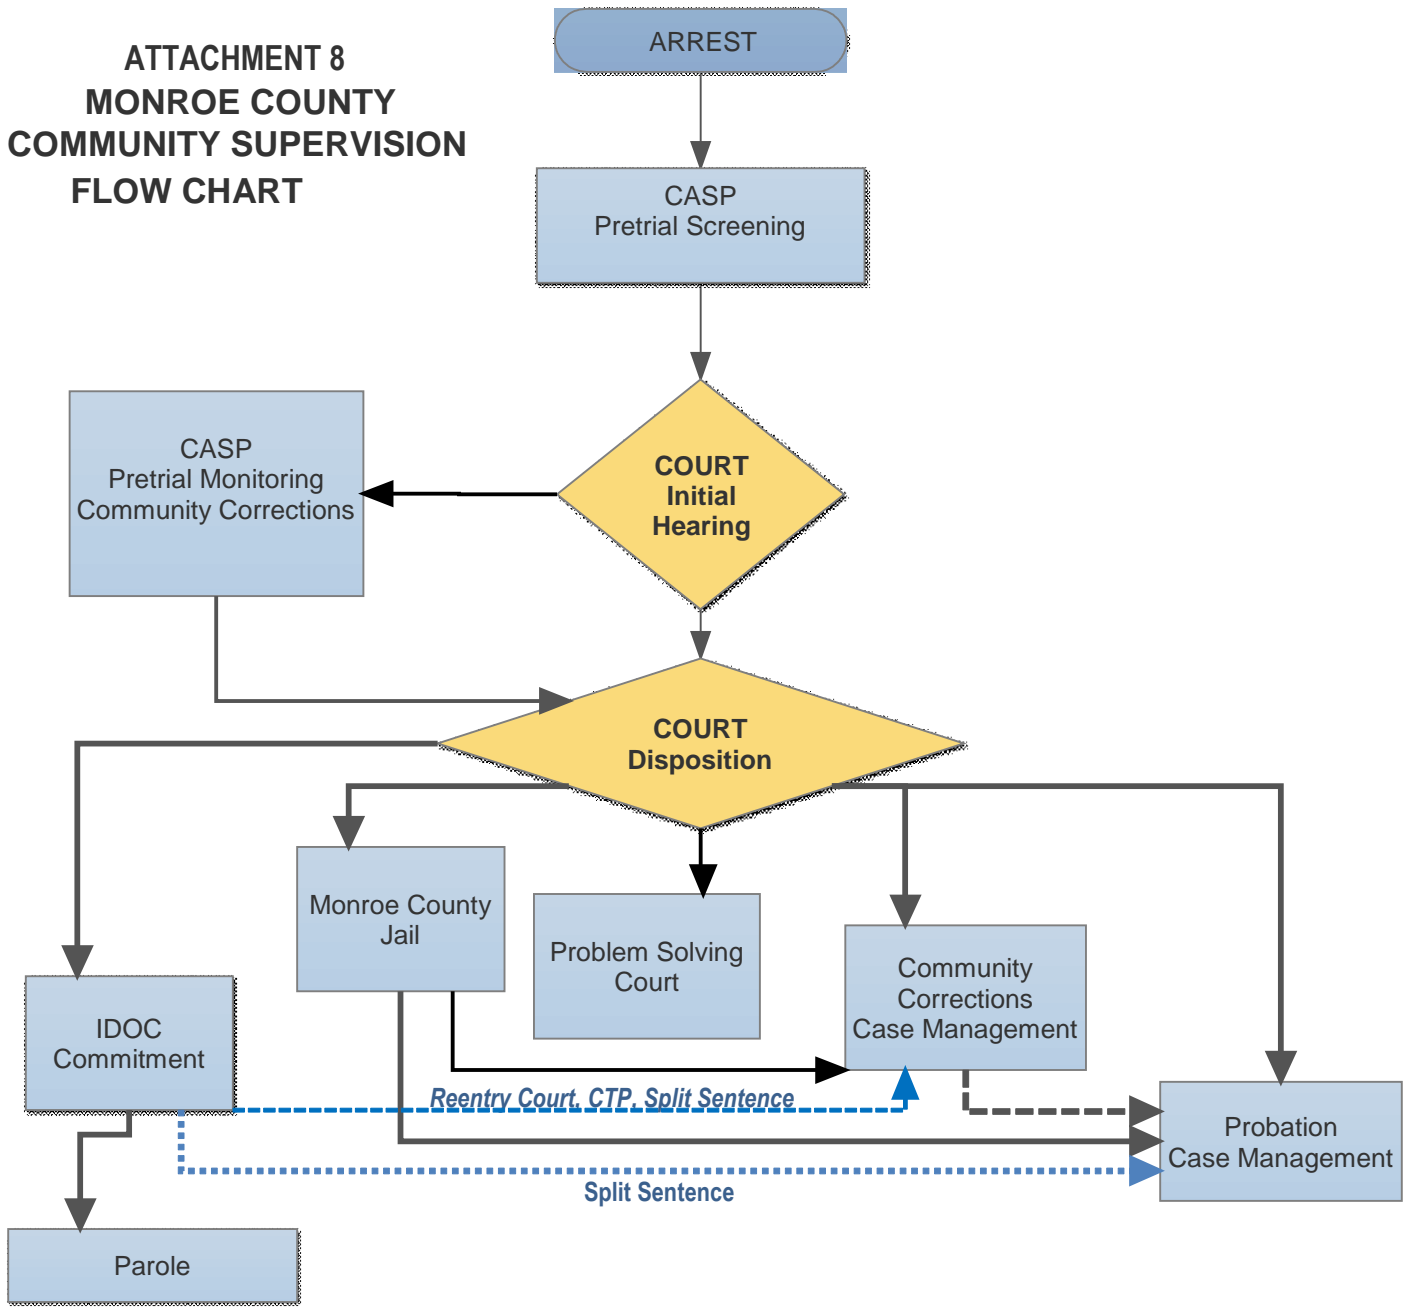 ATTACHMENT 8
MONROE COUNTY
COMMUNITY SUPERVISION
FLOW CHART
ARREST
CASP
Pretrial Screening
COURT
Initial
Hearing
CASP
Pretrial Monitoring
Community Corrections
COURT
Disposition
Monroe County
Jail
Problem Solving
Court
Community
Corrections
Case Management
IDOC
Commitment
Reentry Court, CTP, Split Sentence
Probation
Case Management
Split Sentence
Parole